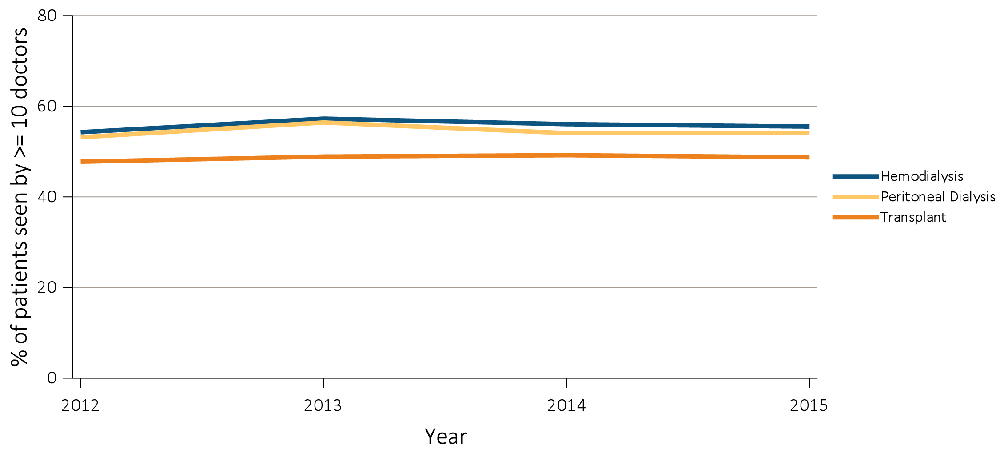 % of patients seen by >= 10 doctors
80
60
40
20
0
2012 2013 2014 2015
Year
Hemodialysis
Peritoneal Dialysis
Transplant